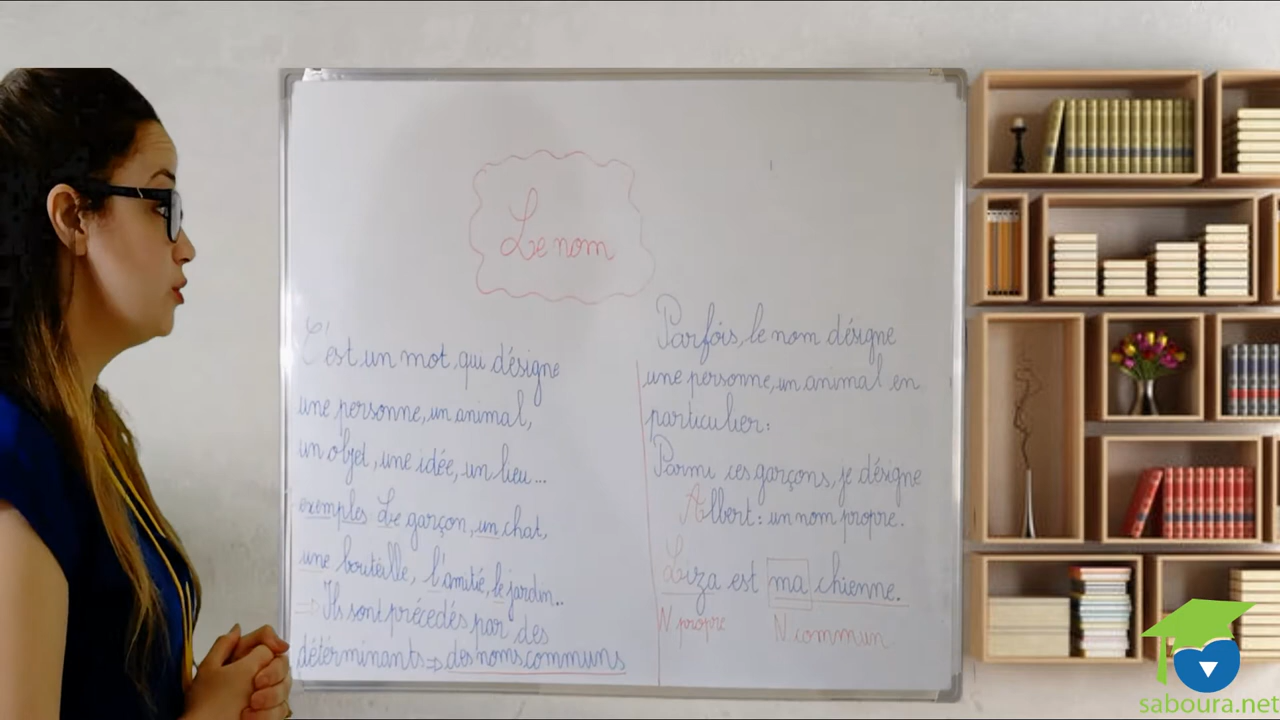 Le nom
C'est un mot, qui désigne
une personne, un animal,
un objet, une idée, un lieu...
exemples: Le garçon, un chat,
une bouteille, l'amitié, le jardin..
⇒ Ils sont precedés par des
déterminants ⇒ des noms communs
Parfois, le nom désigne
une personne, un animal en
particulier:
Parmi ces garçons, je désigne
Albert: un nom propre.
Liza est ma chienne.
N propre N commun
saboura.net